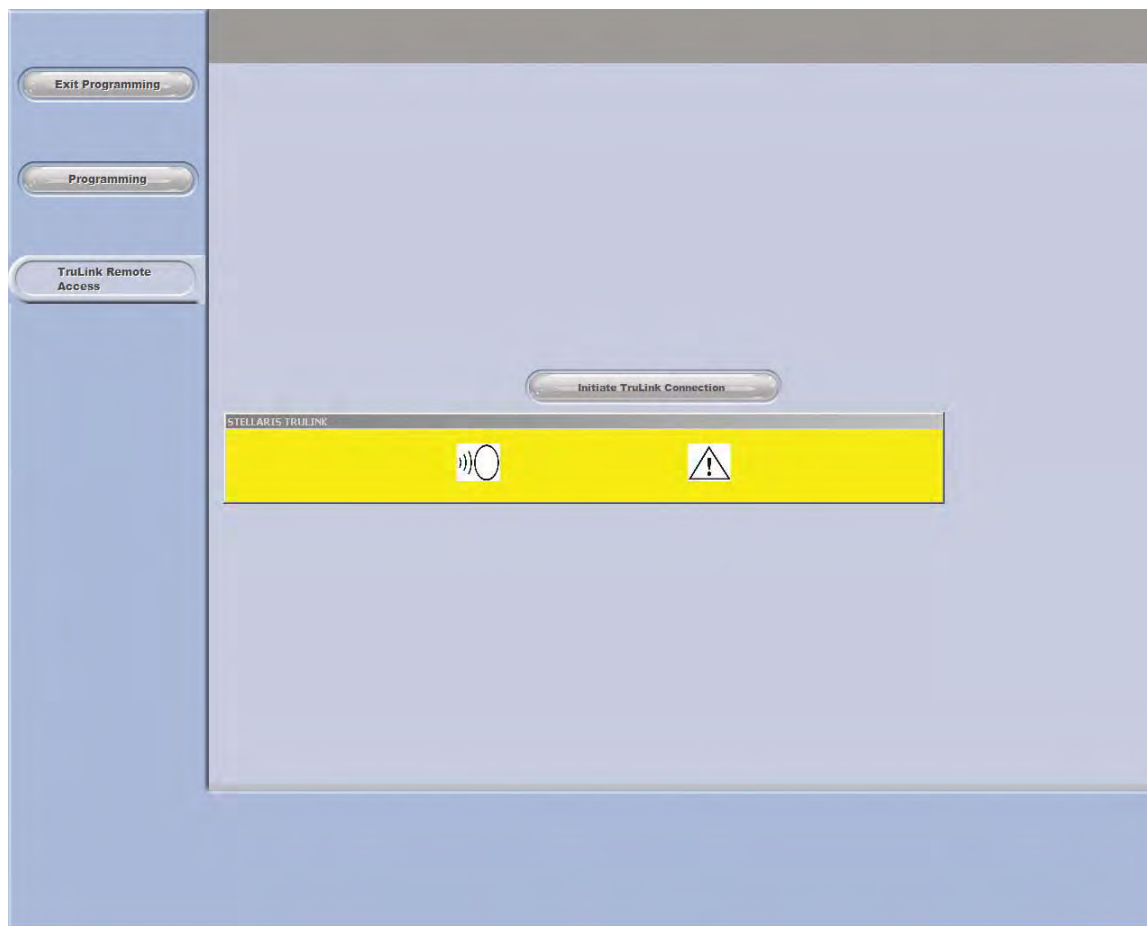 Exit Programming
Programming
TruLink Remote
Access
Initiate TruLink Connection
STELLARIS TRULINK